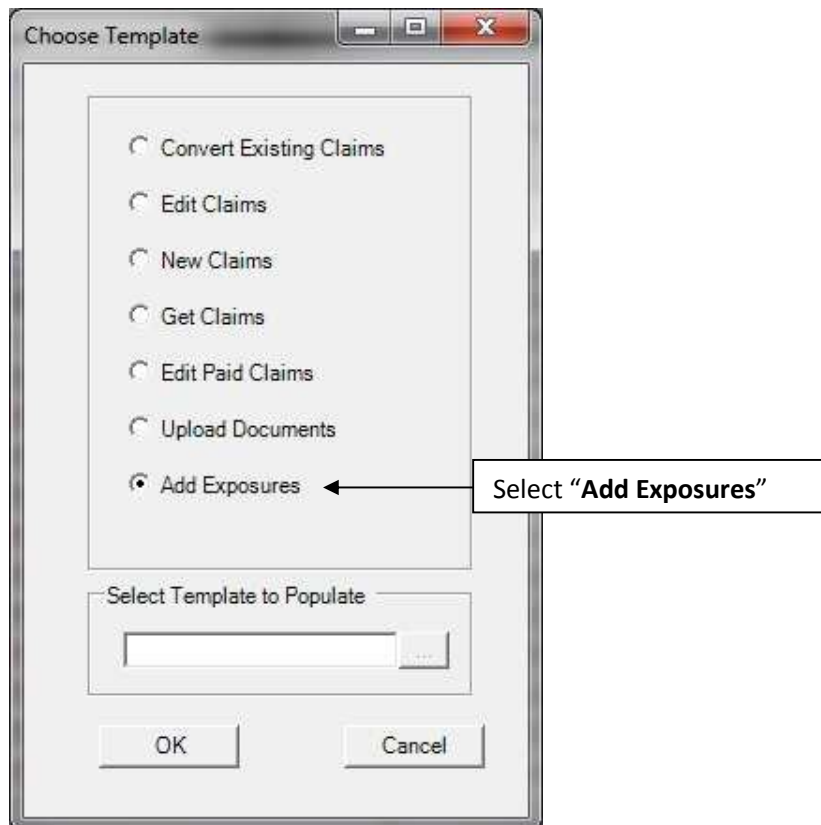 Choose Template
Convert Existing Claims
Edit Claims
New Claims
Get Claims
Edit Paid Claims
Upload Documents
Add Exposures
Select “Add Exposures”
Select Template to Populate
...
OK
Cancel